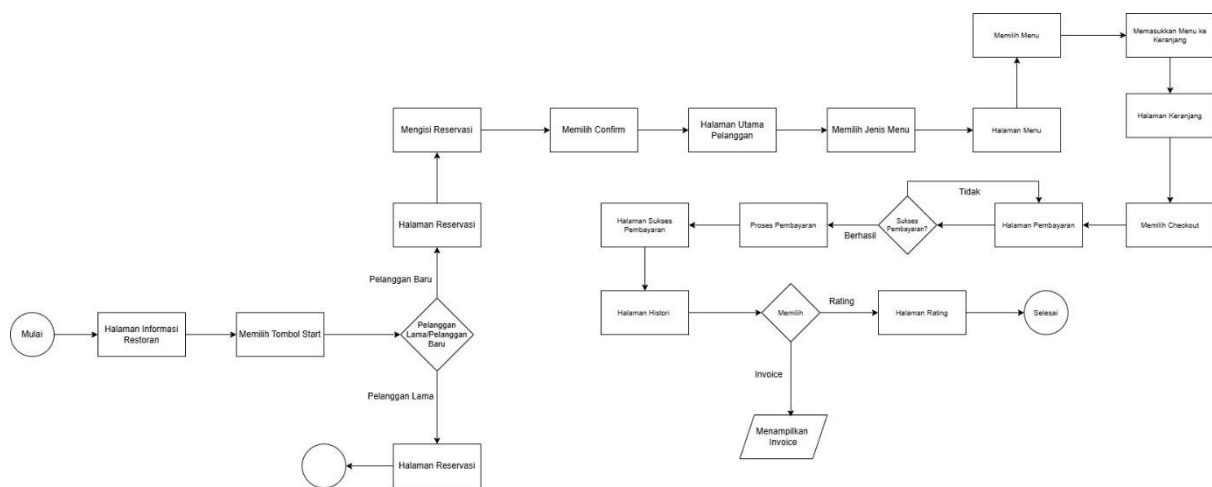 Mulai
Halaman Informasi
Restoran
Memilih Tombol Start
Pelanggan
Lama/Pelanggan
Baru
Pelanggan Baru
Halaman Reservasi
Mengisi Reservasi
Memilih Confirm
Halaman Utama
Pelanggan
Memilih Jenis Menu
Halaman Menu
Memilih Menu
Memasukkan Menu ke
Keranjang
Halaman Keranjang
Memilih Checkout
Halaman Pembayaran
Sukses
Pembayaran?
Tidak
Berhasil
Proses Pembayaran
Halaman Sukses
Pembayaran
Halaman Histori
Memilih
Rating
Halaman Rating
Selesai
Invoice
Menampilkan
Invoice
Pelanggan Lama
Halaman Reservasi